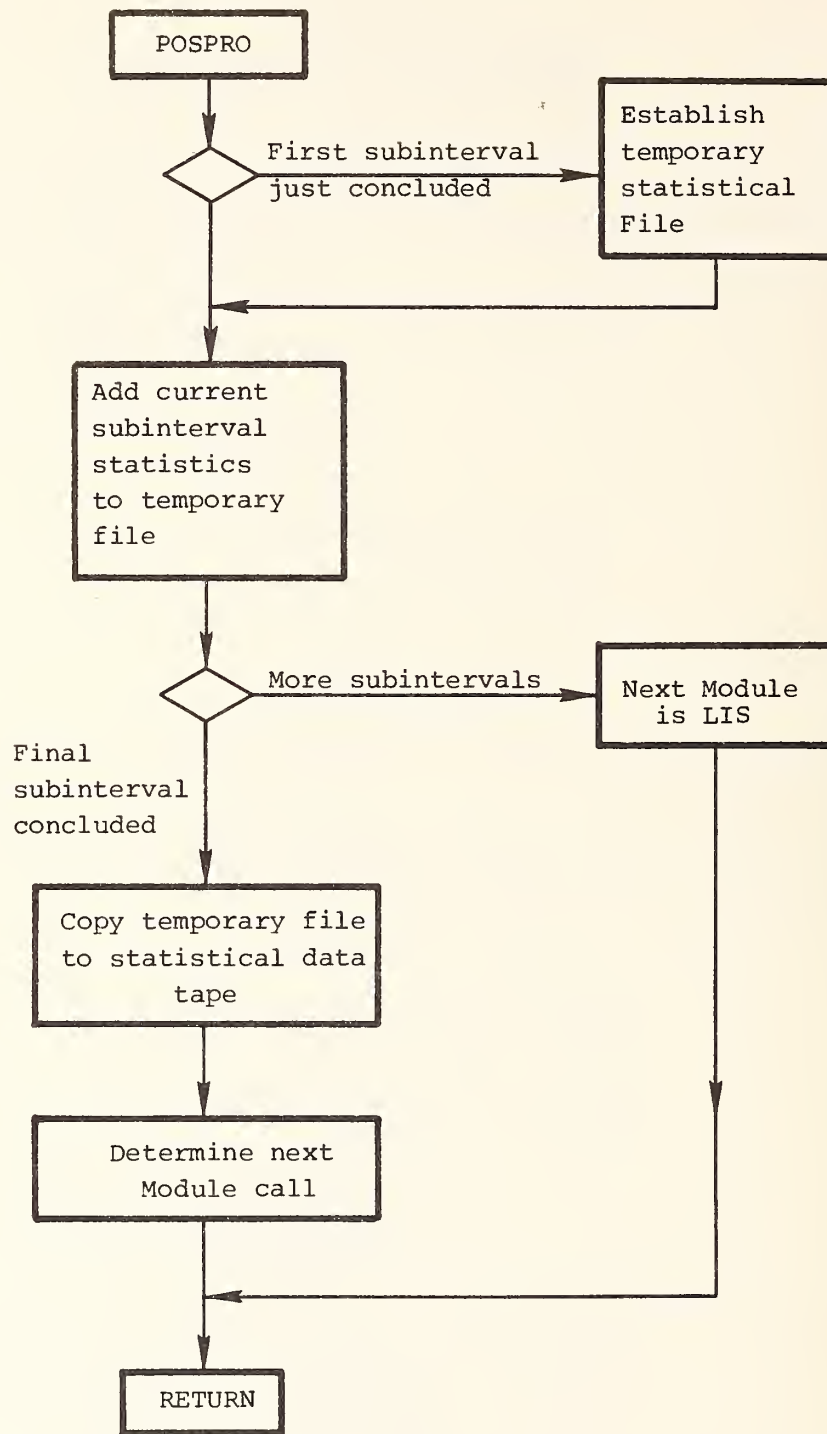 POSPRO
First subinterval
just concluded
Establish
temporary
statistical
File
Add current
subinterval
statistics
to temporary
file
More subintervals
Next Module
is LIS
Final
subinterval
concluded
Copy temporary file
to statistical data
tape
Determine next
Module call
RETURN